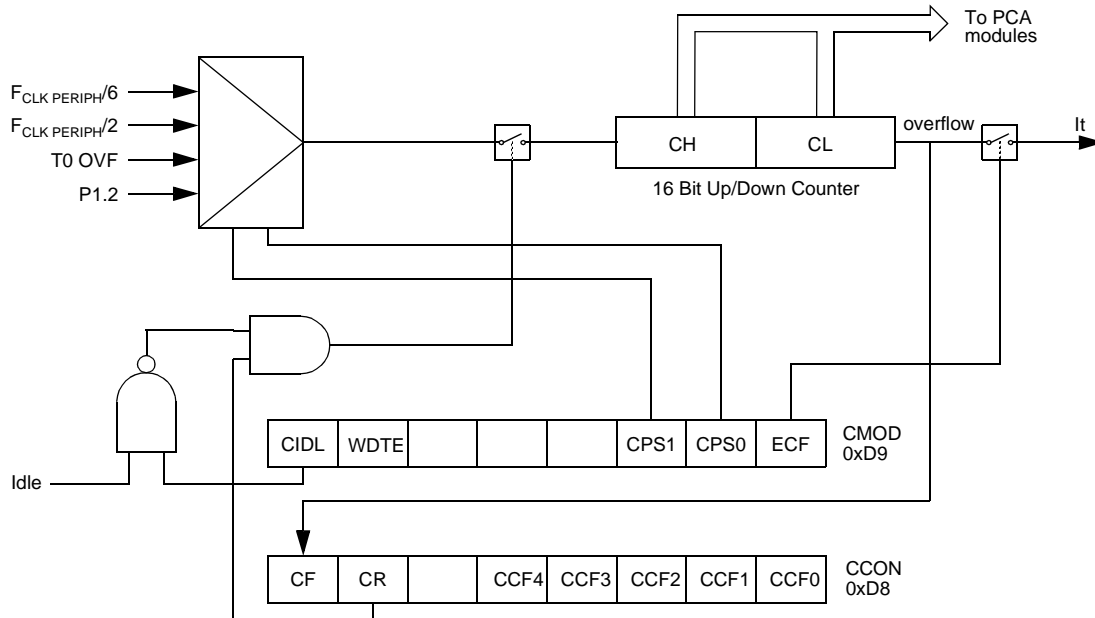 To PCA
modules
FCLK PERIPH/6
FCLK PERIPH/2
T0 OVF
P1.2
CH
CL
overflow
It
16 Bit Up/Down Counter
CIDL
WDTE
CPS1
CPS0
ECF
CMOD
0xD9
Idle
CF
CR
CCF4
CCF3
CCF2
CCF1
CCF0
CCON
0xD8